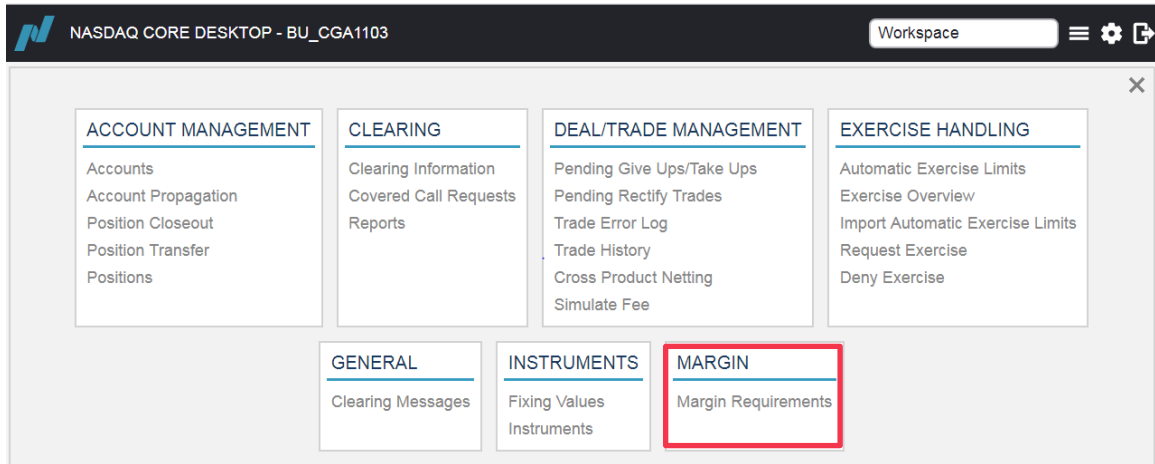 NASDAQ CORE DESKTOP - BU_CGA1103
Workspace
ACCOUNT MANAGEMENT
Accounts
Account Propagation
Position Closeout
Position Transfer
Positions
CLEARING
Clearing Information
Covered Call Requests
Reports
DEAL/TRADE MANAGEMENT
Pending Give Ups/Take Ups
Pending Rectify Trades
Trade Error Log
Trade History
Cross Product Netting
Simulate Fee
EXERCISE HANDLING
Automatic Exercise Limits
Exercise Overview
Import Automatic Exercise Limits
Request Exercise
Deny Exercise
GENERAL
Clearing Messages
INSTRUMENTS
Fixing Values
Instruments
MARGIN
Margin Requirements